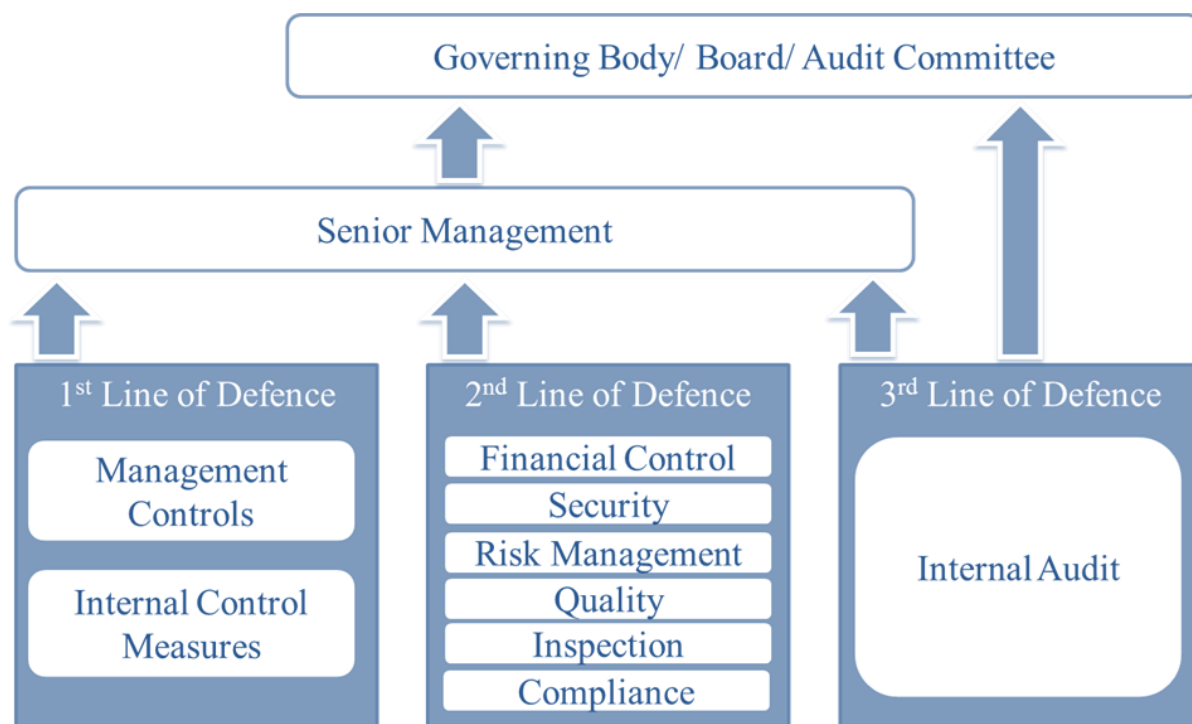 Governing Body/ Board/ Audit Committee
Senior Management
1st Line of Defence
Management
Controls
Internal Control
Measures
2nd Line of Defence
Financial Control
Security
Risk Management
Quality
Inspection
Compliance
3rd Line of Defence
Internal Audit